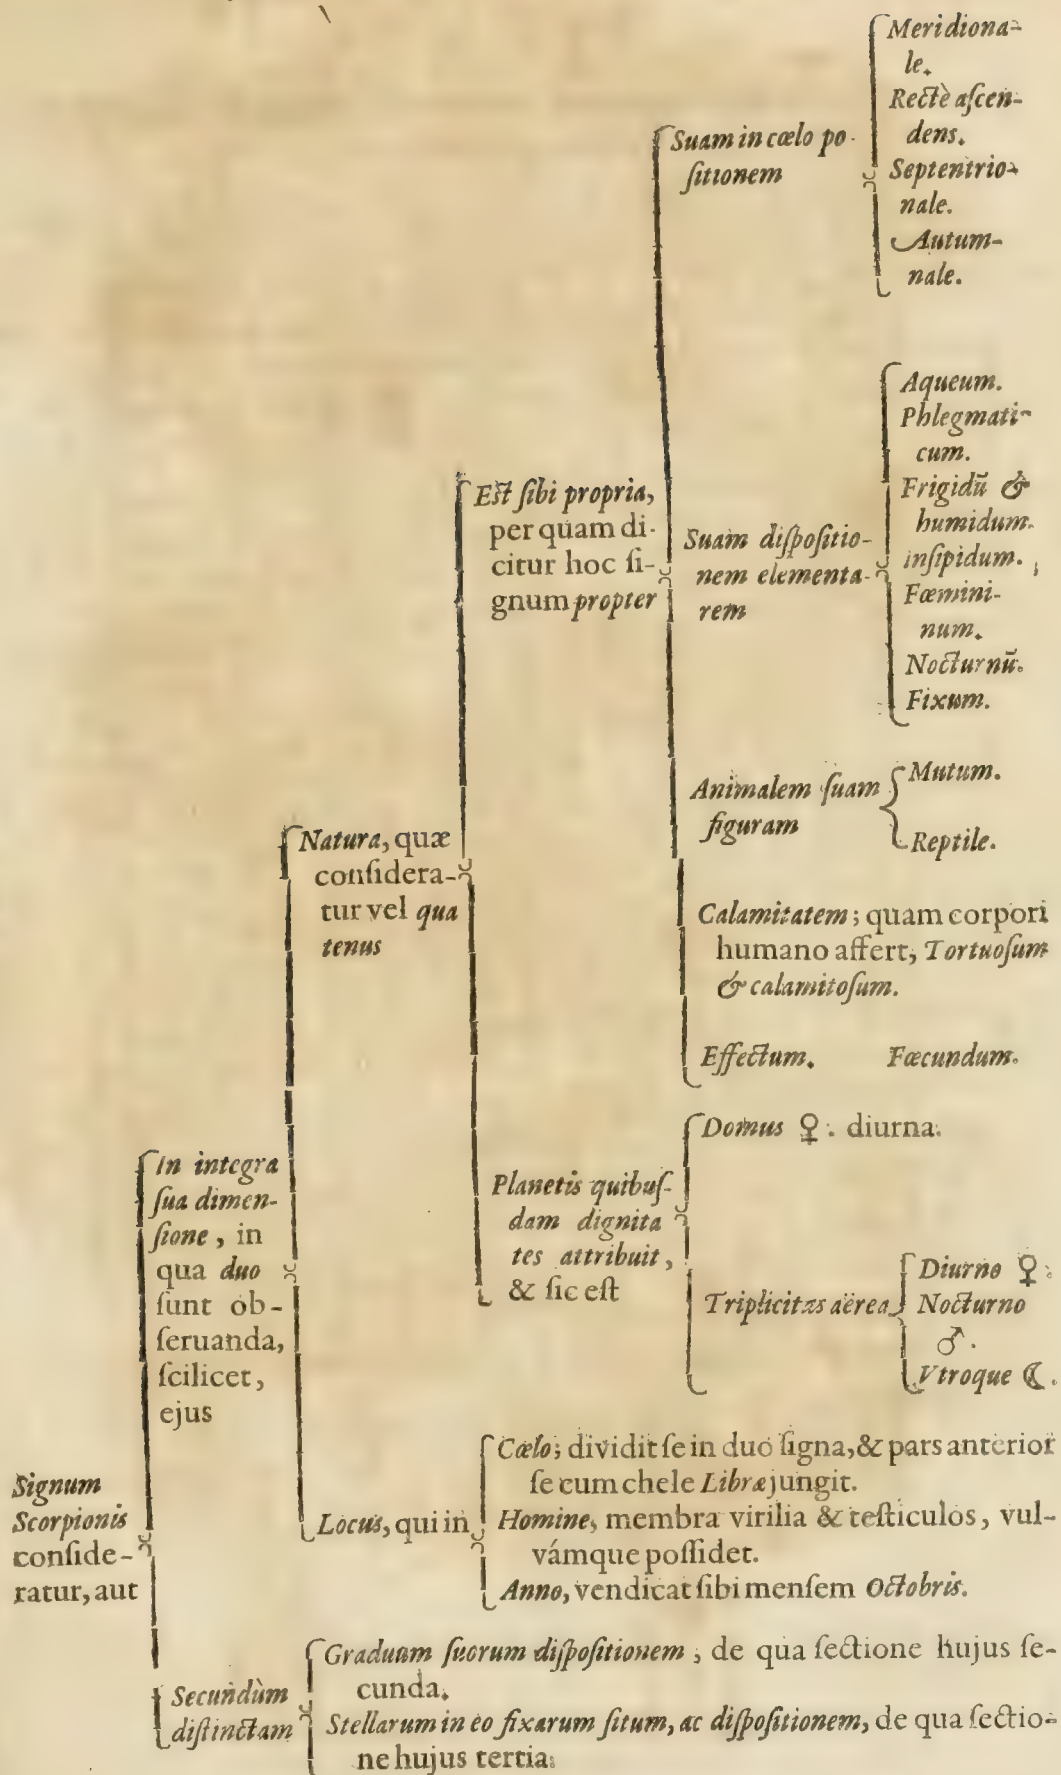 Signum
Scorpionis
conſide-
ratur, aut
In integra
ſua dimen-
ſione, in
qua duo
ſunt ob-
ſeruanda,
ſcilicet,
ejus
Natura, quæ
conſidera-
tur vel qua
tenus
Eſt ſibi propria,
per quam di-
citur hoc ſi-
gnum propter
Suam in cœlo po-
ſitionem
Meridiona-
le.
Rectè aſcen-
dens.
Septentrio-
nale.
Autum-
nale.
Suam diſpoſitio-
nem elementa-
rem
Aqueum.
Phlegmati-
cum.
Frigidū &
humidum.
inſipidum.
Fœmini-
num.
Nocturnū.
Fixum.
Animalem ſuam
figuram
Mutum.
Reptile.
Calamitatem; quam corpori
humano affert, Tortuoſum
& calamitoſum.
Effectum. Fœcundum.
Planetis quibuſ-
dam dignita
tes attribuit,
& ſic eſt
Domus ♀. diurna.
Triplicitas aërea
Diurno ♀.
Nocturno
♂.
Vtroque ☾.
Locus, qui in
Cœlo; dividit ſe in duo ſigna, & pars anterior
ſe cum chele Libræ jungit.
Homine, membra virilia & teſticulos, vul-
vámque poſſidet.
Anno, vendicat ſibi menſem Octobris.
Secundùm
diſtinctam
Graduum ſuorum diſpoſitionem, de qua ſectione hujus ſe-
cunda.
Stellarum in eo fixarum ſitum, ac diſpoſitionem, de qua ſectio-
ne hujus tertia.